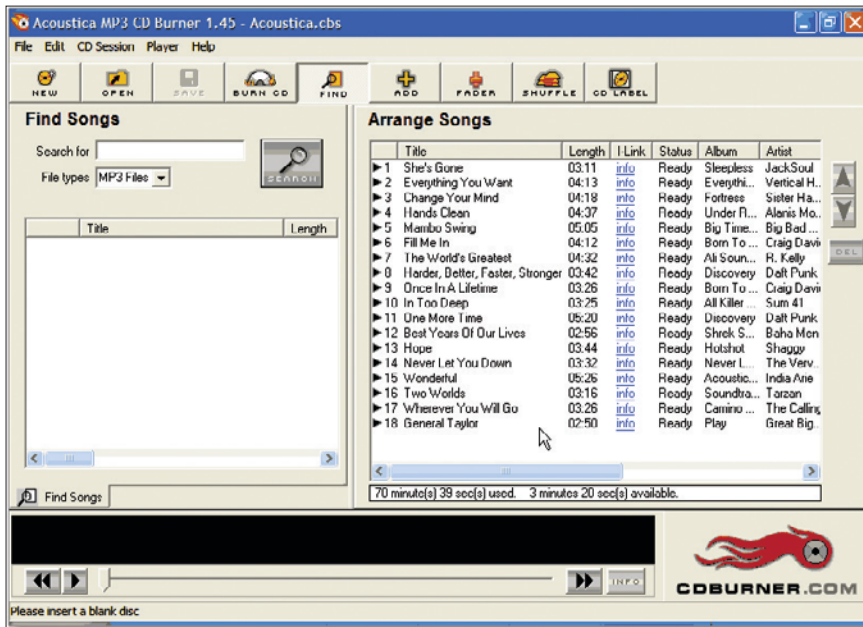 Acoustica MP3 CD Burner 1.45 - Acoustica.cbs
File Edit CD Session Player Help
NEW OPEN SAVE BURN CD FIND ADD FADER SHUFFLE CD LABEL
Find Songs
Search for
SEARCH
File types MP3 Files
Title Length
Find Songs
Arrange Songs
Title Length I-Link Status Album Artist
1 She's Gone 03:11 info Ready Sleepless JackSoul
2 Everything You Want 04:13 info Ready Everythi... Vertical H..
3 Change Your Mind 04:18 info Ready Fortress Sister Ha...
4 Hands Clean 04:37 info Ready Under R... Alanis Mo..
5 Mambo Swing 05:05 info Ready Big Time... Big Bad ...
6 Fill Me In 04:12 info Ready Born To ... Craig Davi
7 The World's Greatest 04:32 info Ready Ali Soun... R. Kelly
8 Harder, Better, Faster, Stronger 03:42 info Ready Discovery Daft Punk
9 Once In A Lifetime 03:26 info Ready Born To ... Craig Davi
10 In Too Deep 03:25 info Ready All Killer ... Sum 41
11 One More Time 05:20 info Ready Discovery Daft Punk
12 Best Years Of Our Lives 02:56 info Ready Shrek S... Baha Men
13 Hope 03:44 info Ready Hotshot Shaggy
14 Never Let You Down 03:32 info Ready Never L... The Verv..
15 Wonderful 05:26 info Ready Acoustic... India Arie
16 Two Worlds 03:16 info Ready Soundtra... Tarzan
17 Wherever You Will Go 03:26 info Ready Camino ... The Calling
18 General Taylor 02:50 info Ready Play Great Big..
DEL
70 minute(s) 39 sec(s) used. 3 minutes 20 sec(s) available.
INFO
CDBURNER.COM
Please insert a blank disc